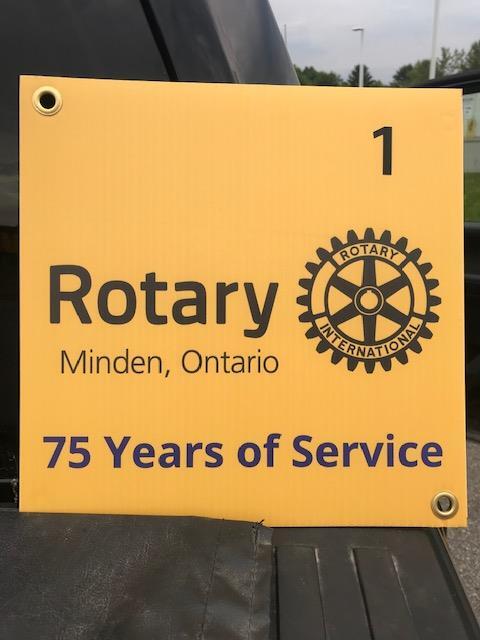 1
Rotary
Minden, Ontario
ROTARY
INTERNATIONAL
75 Years of Service